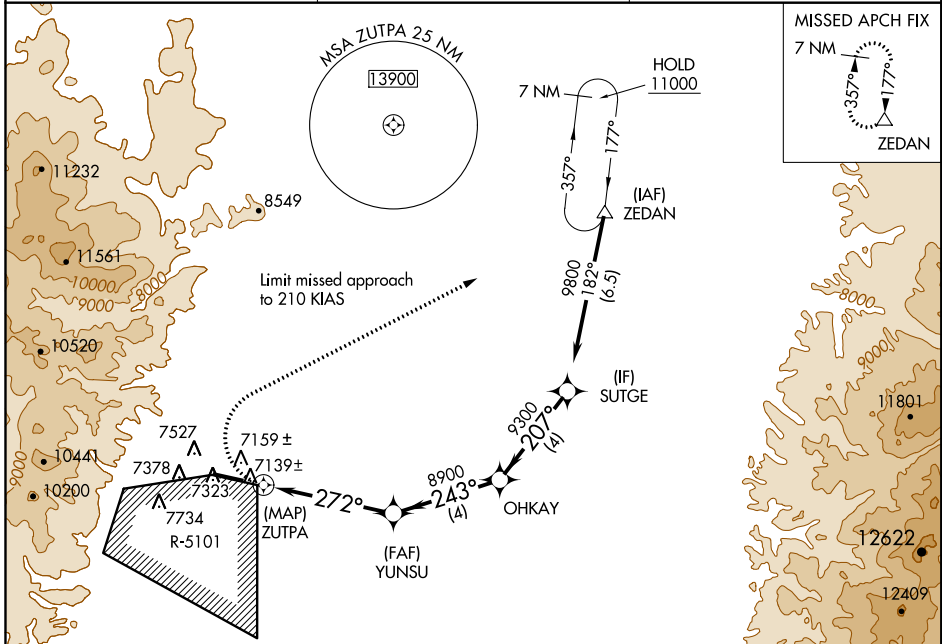 MISSED APCH FIX
7 NM
357°
177°
ZEDAN
MSA ZUTPA 25 NM
13900
HOLD
11000
7 NM
357°
177°
(IAF)
ZEDAN
9800
182°
(6.5)
11232
8549
11561
10000
9000
8000
Limit missed approach
to 210 KIAS
8000
9000
10520
(IF)
SUTGE
11801
9300
207°
(4)
7527
7159 ±
10441
7378
7139±
7323
10200
8900
243°
(4)
OHKAY
272°
7734
(MAP)
ZUTPA
R-5101
(FAF)
YUNSU
12622
12409